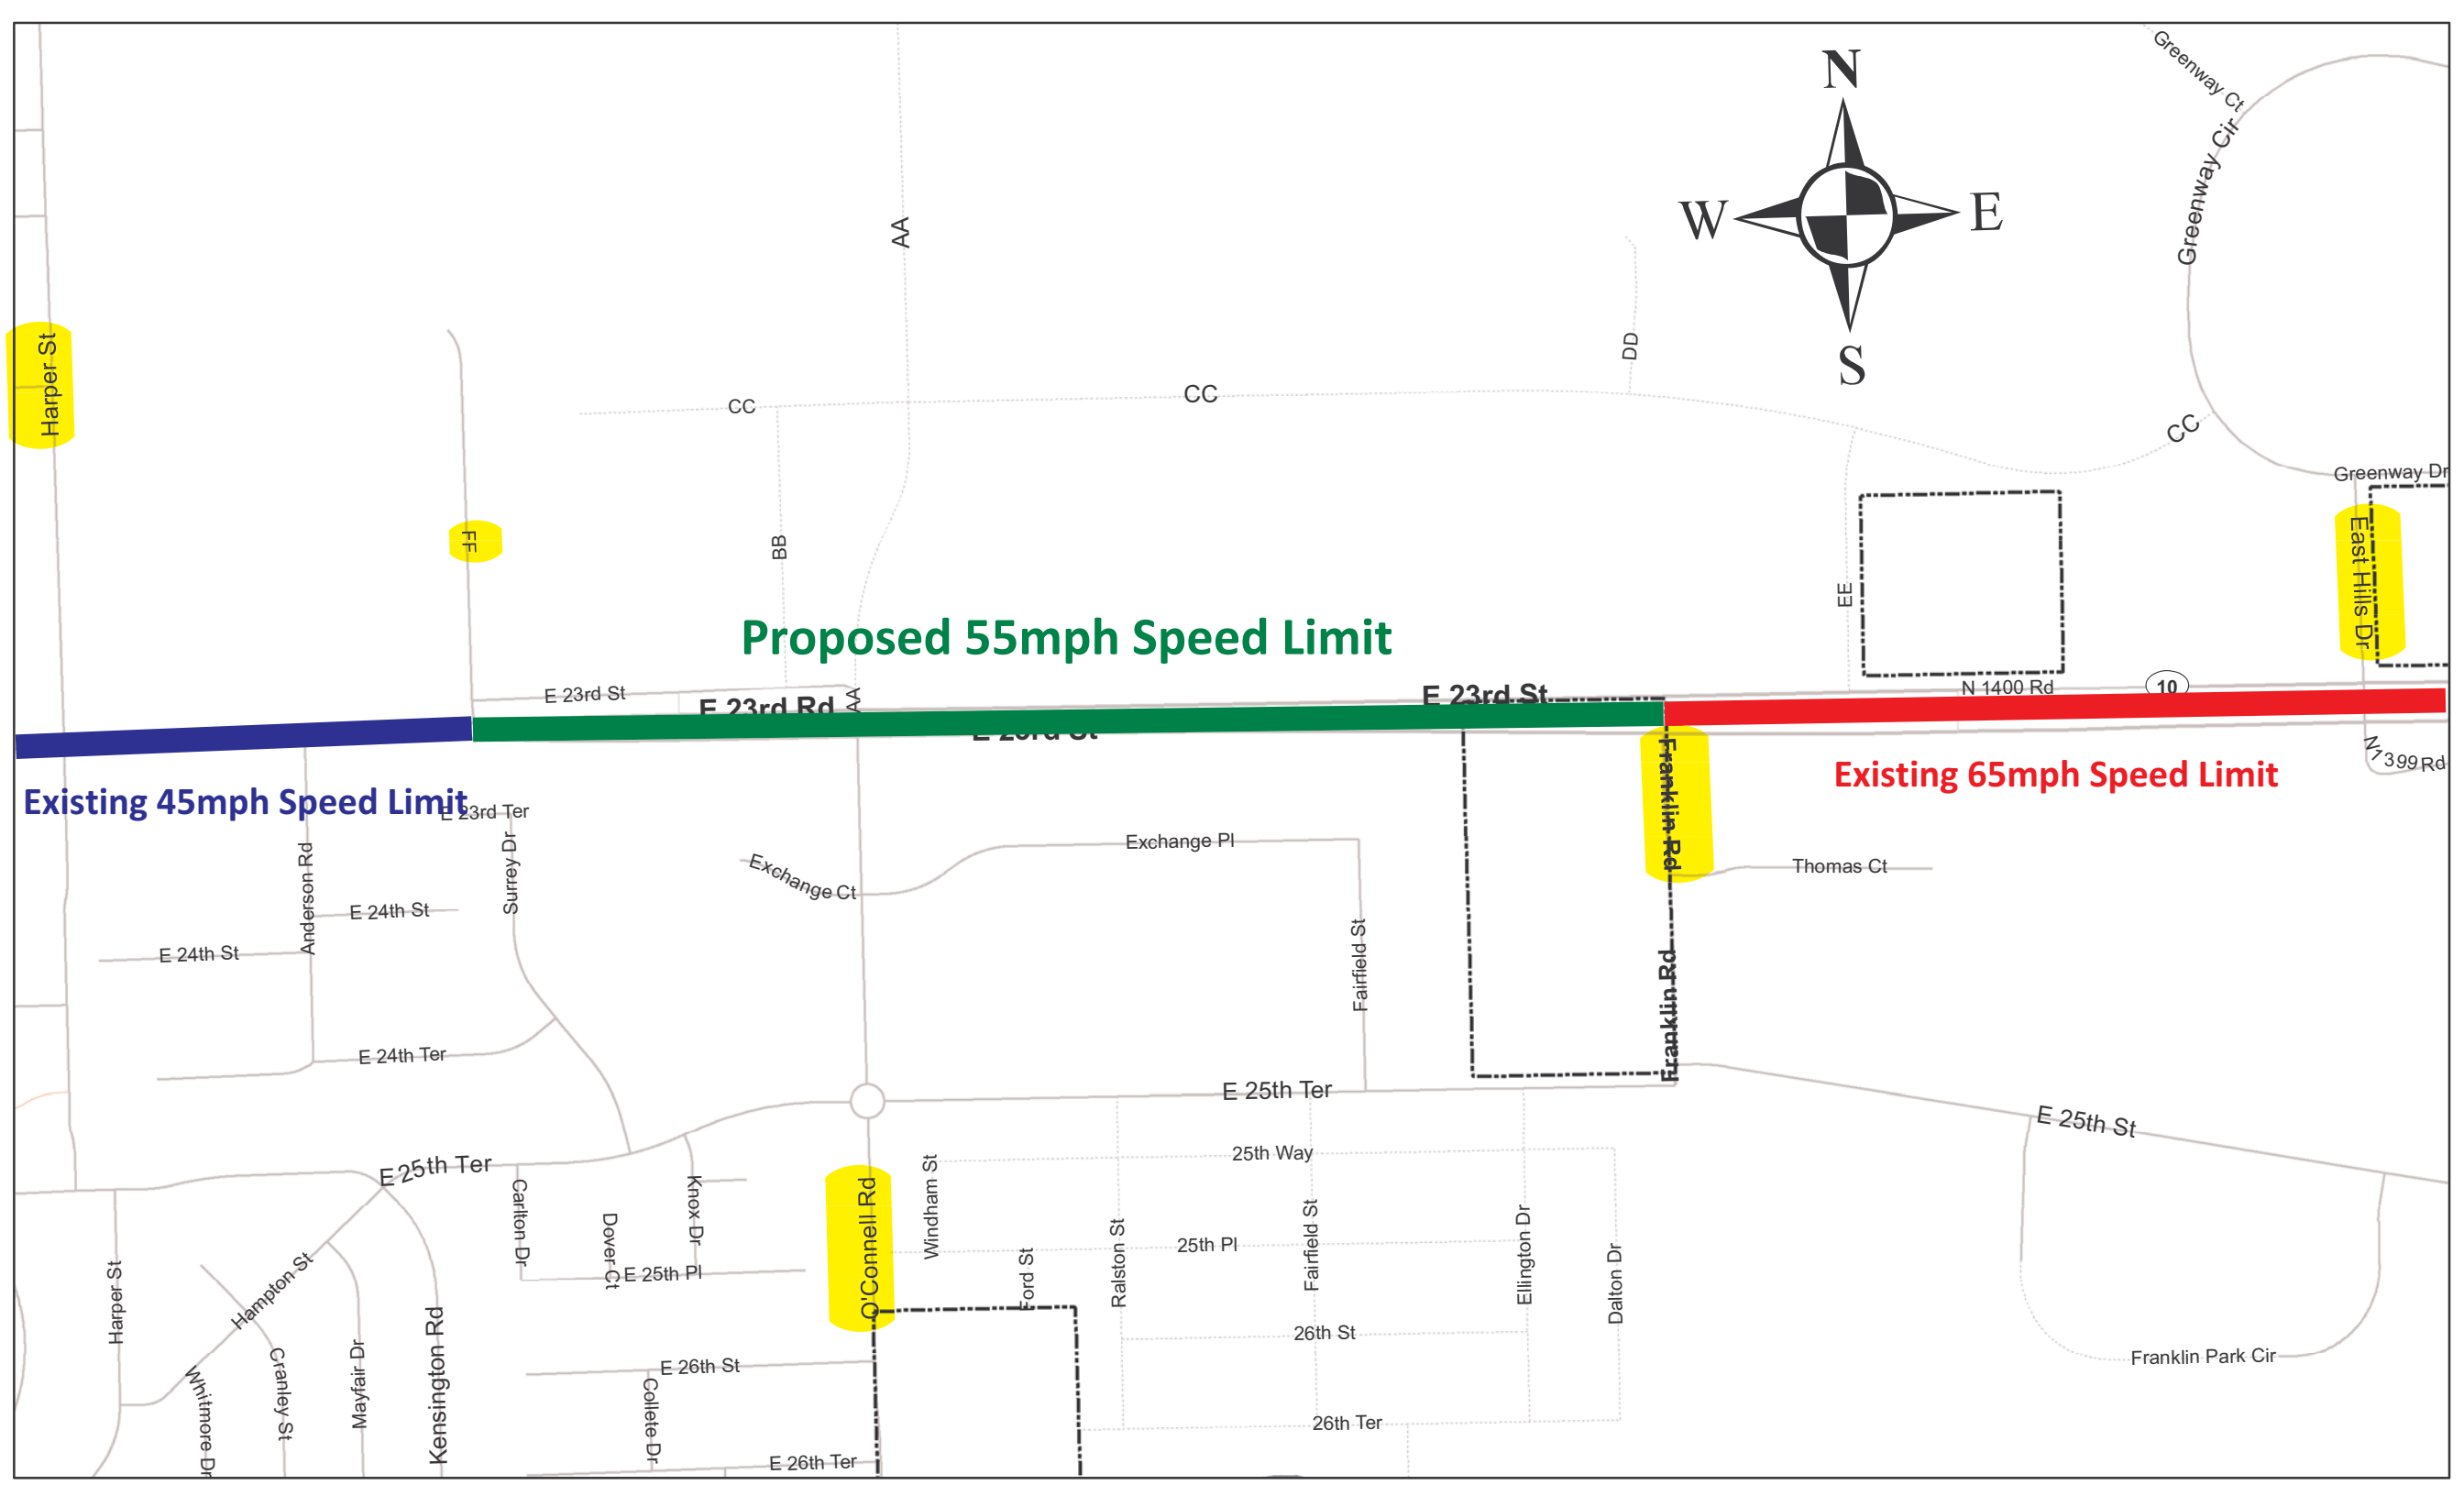 N
Greenway Ct
Greenway Cir
W
E
AA
S
Harper St
DD
CC
CC
CC
Greenway Dr
FF
BB
EE
East Hills Dr
Proposed 55mph Speed Limit
E 23rd St
AA
E 23rd Rd
E 23rd St
N 1400 Rd
10
E 23rd St
Franklin Rd
N 1399 Rd
Existing 65mph Speed Limit
Existing 45mph Speed Limit
E 23rd Ter
Surrey Dr
Anderson Rd
Exchange Pl
Exchange Ct
Thomas Ct
E 24th St
E 24th St
Fairfield St
Franklin Rd
E 24th Ter
E 25th Ter
E 25th St
E 25th Ter
25th Way
Windham St
Carlton Dr
Knox Dr
Dover Ct
O'Connell Rd
25th Pl
Ralston St
Fairfield St
Ellington Dr
Dalton Dr
E 25th Pl
Ford St
Harper St
Hampton St
Kensington Rd
26th St
Franklin Park Cir
Whitmore Dr
Cranley St
Mayfair Dr
E 26th St
Collete Dr
26th Ter
E 26th Ter